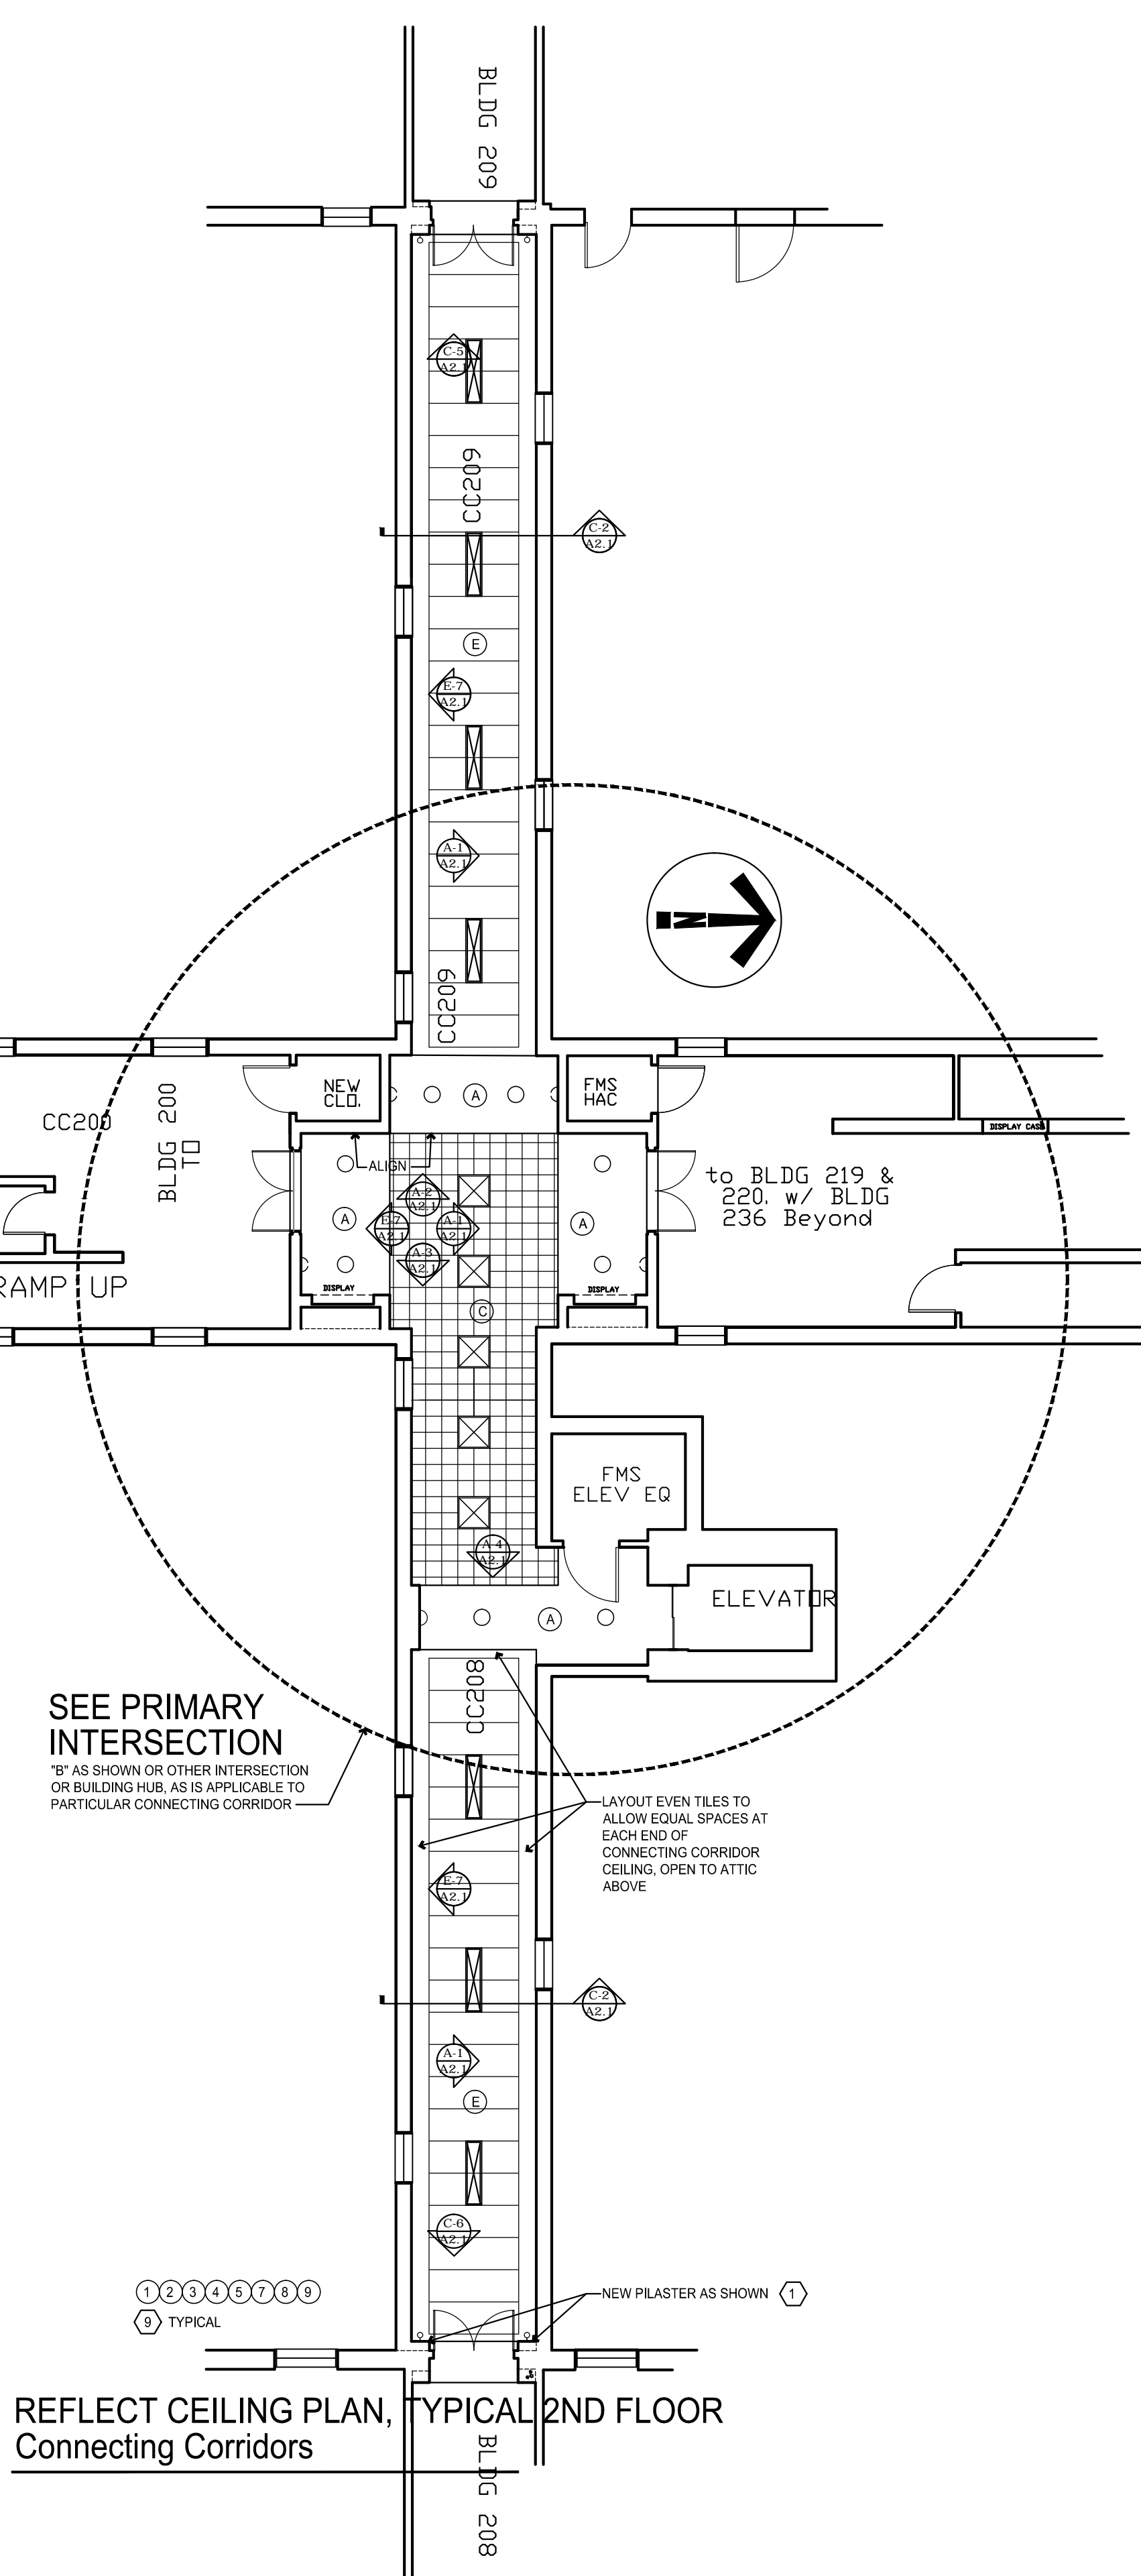 BLDG 209
C-5
A2.1
CC209
C-2
A2.1
E
E-7
A2.1
A-1
A2.1
N
CC209
NEW
CLO.
A
FMS
HAC
CC200
BLDG 200
TO
DISPLAY CASE
ALIGN
to BLDG 219 &
220. w/ BLDG
236 Beyond
A-2
A2.1
A
E-7
A2.1
A-1
A2.1
A
A-3
A2.1
RAMP UP
DISPLAY
DISPLAY
C
FMS
ELEV EQ
A-4
A2.1
ELEVATOR
A
CC208
SEE PRIMARY
INTERSECTION
"B" AS SHOWN OR OTHER INTERSECTION
OR BUILDING HUB, AS IS APPLICABLE TO
PARTICULAR CONNECTING CORRIDOR
LAYOUT EVEN TILES TO
ALLOW EQUAL SPACES AT
EACH END OF
CONNECTING CORRIDOR
CEILING, OPEN TO ATTIC
ABOVE
E-7
A2.1
C-2
A2.1
A-1
A2.1
E
C-6
A2.1
1 2 3 4 5 7 8 9
9 TYPICAL
NEW PILASTER AS SHOWN 1
REFLECT CEILING PLAN, TYPICAL 2ND FLOOR
Connecting Corridors
BLDG 208